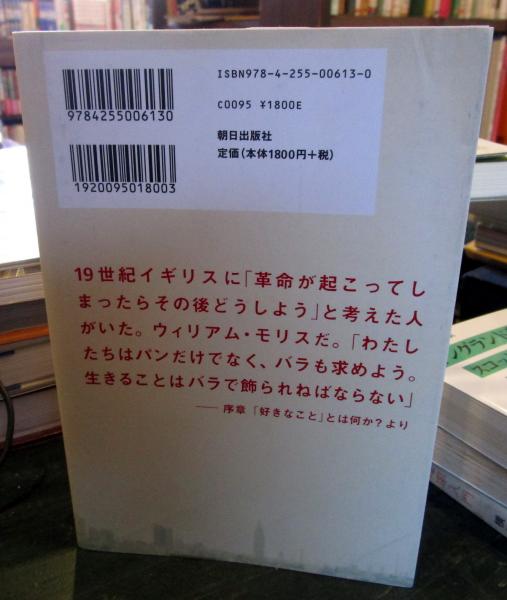 ISBN978-4-255-00613-0
C0095 ¥1800E
朝日出版社
定価(本体1800円+税)
9784255006130
1920095018003
19世紀イギリスに「革命が起こってし
まったらその後どうしよう」と考えた人
がいた。ウィリアム・モリスだ。「わたし
たちはパンだけでなく、バラも求めよう。
生きることはバラで飾られねばならない」
―― 序章「好きなこと」とは何か?より